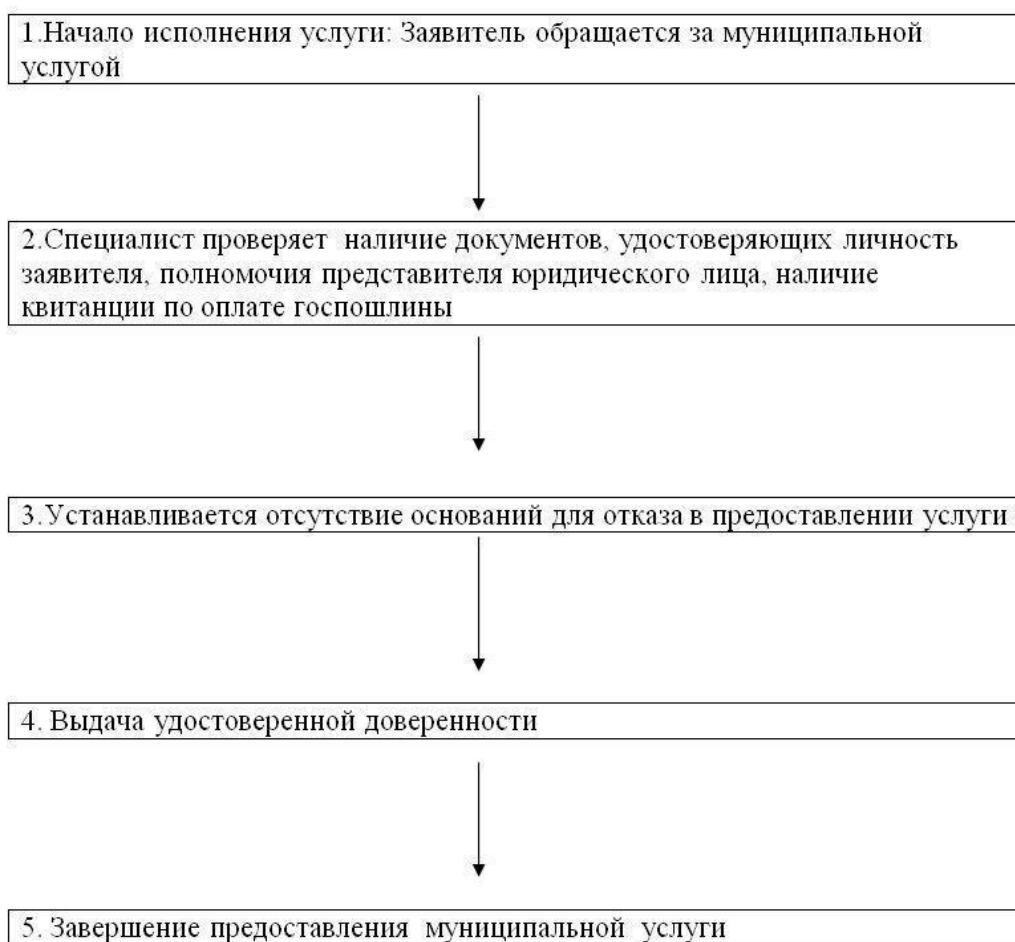 1.Начало исполнения услуги: Заявитель обращается за муниципальной
услугой
2.Специалист проверяет  наличие документов, удостоверяющих личность
заявителя, полномочия представителя юридического лица, наличие
квитанции по оплате госпошлины
3.Устанавливается отсутствие оснований для отказа в предоставлении услуги
4. Выдача удостоверенной доверенности
5. Завершение предоставления  муниципальной  услуги